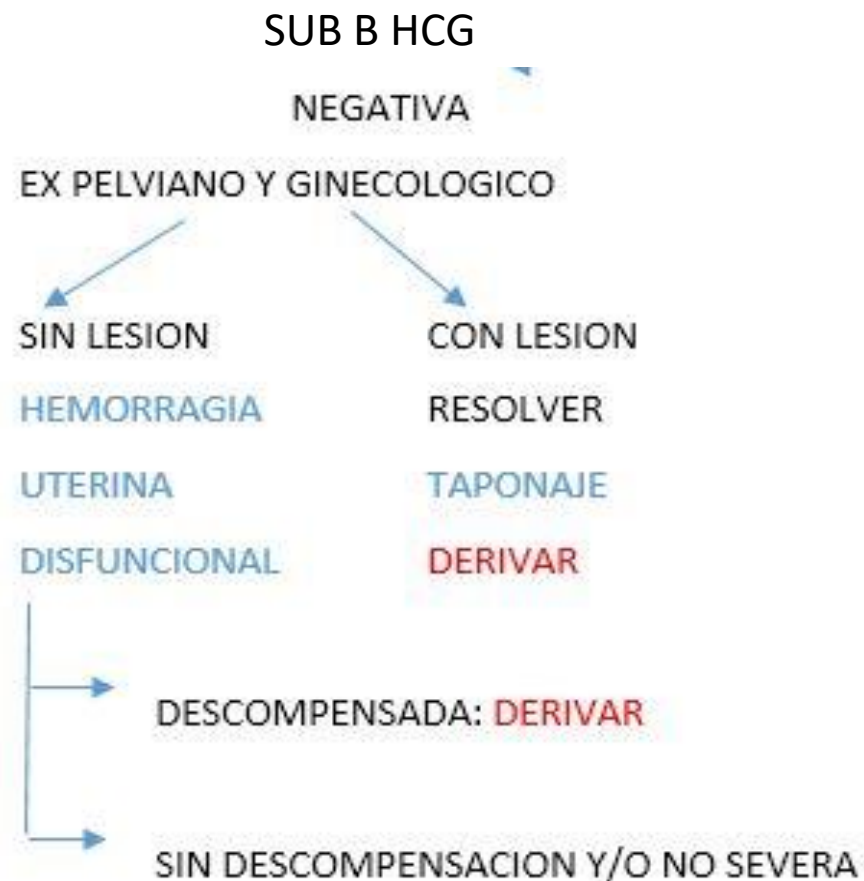 SUB B HCG
NEGATIVA
EX PELVIANO Y GINECOLOGICO
SIN LESION
HEMORRAGIA
UTERINA
DISFUNCIONAL
CON LESION
RESOLVER
TAPONAJE
DERIVAR
DESCOMPENSADA: DERIVAR
SIN DESCOMPENSACION Y/O NO SEVERA